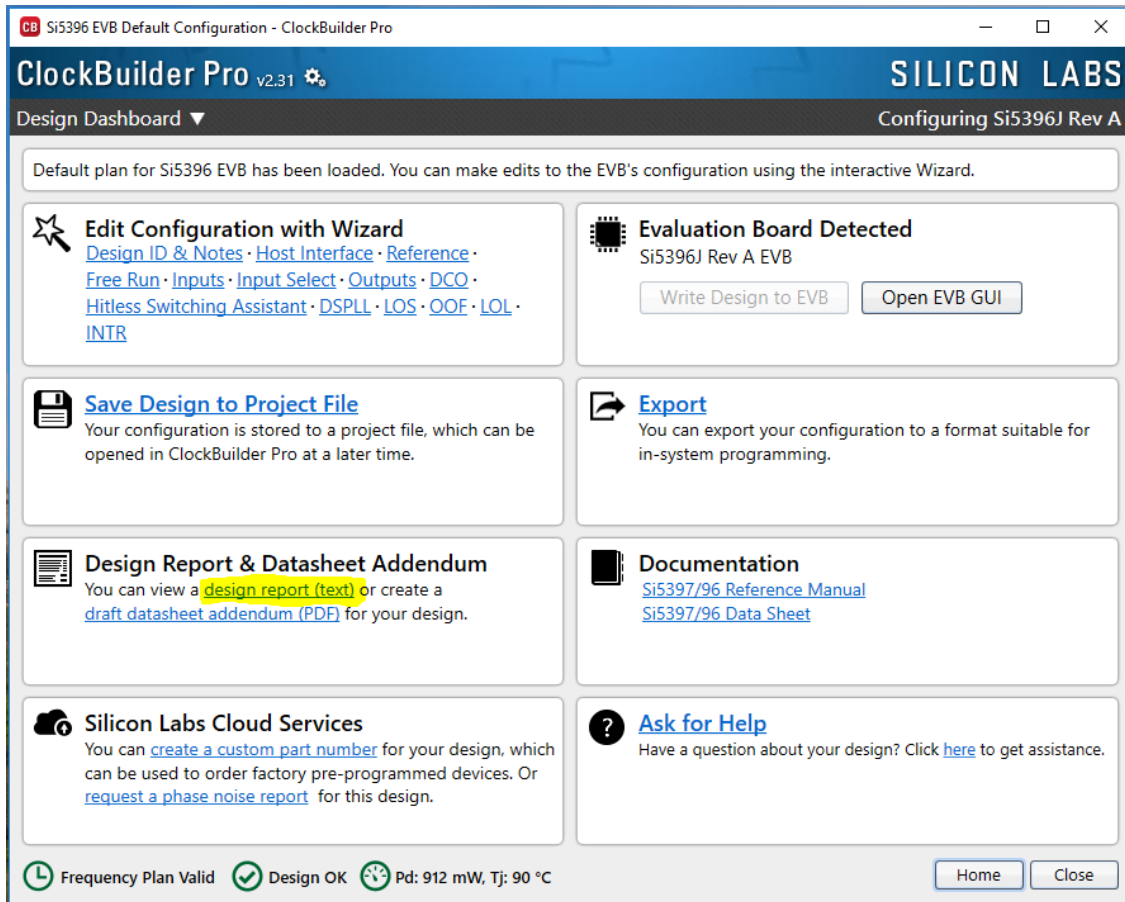 CB Si5396 EVB Default Configuration - ClockBuilder Pro
ClockBuilder Pro v2.31
SILICON LABS
Design Dashboard ▼
Configuring Si5396J Rev A
Default plan for Si5396 EVB has been loaded. You can make edits to the EVB's configuration using the interactive Wizard.
Edit Configuration with Wizard
Design ID & Notes · Host Interface · Reference ·
Free Run · Inputs · Input Select · Outputs · DCO ·
Hitless Switching Assistant · DSPLL · LOS · OOF · LOL ·
INTR
Evaluation Board Detected
Si5396J Rev A EVB
Write Design to EVB
Open EVB GUI
Save Design to Project File
Your configuration is stored to a project file, which can be
opened in ClockBuilder Pro at a later time.
Export
You can export your configuration to a format suitable for
in-system programming.
Design Report & Datasheet Addendum
You can view a design report (text) or create a
draft datasheet addendum (PDF) for your design.
Documentation
Si5397/96 Reference Manual
Si5397/96 Data Sheet
Silicon Labs Cloud Services
You can create a custom part number for your design, which
can be used to order factory pre-programmed devices. Or
request a phase noise report for this design.
Ask for Help
Have a question about your design? Click here to get assistance.
Frequency Plan Valid
Design OK
Pd: 912 mW, Tj: 90 °C
Home
Close